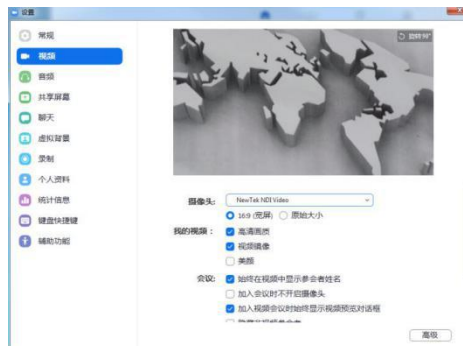 设置
常规
视频
音频
共享屏幕
聊天
虚拟背景
录制
个人资料
统计信息
键盘快捷键
辅助功能
旋转90°
摄像头: NewTek NDI Video
16:9 (宽屏) 原始大小
我的视频: 高清画质
视频镜像
美颜
会议: 始终在视频中显示参会者姓名
加入会议时不开启摄像头
加入视频会议时始终显示视频预览对话框
高级